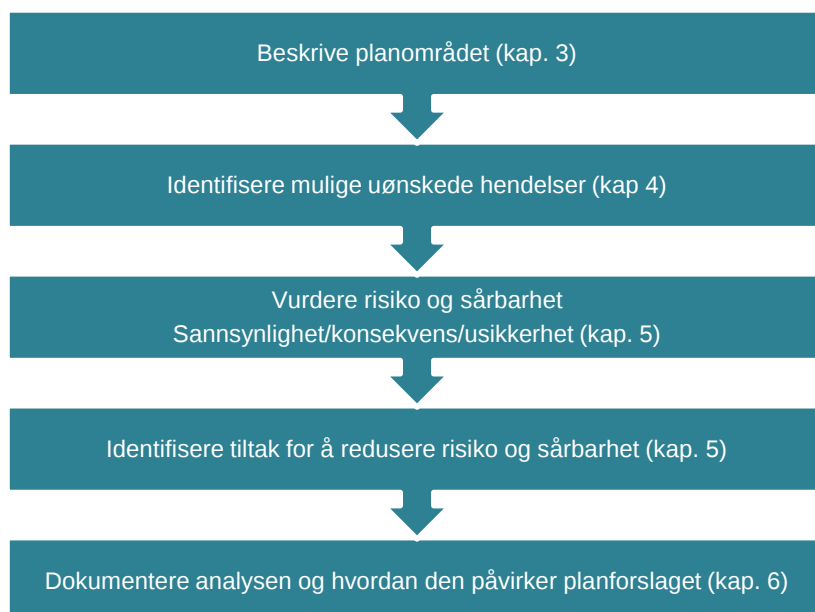 Beskrive planområdet (kap. 3)
Identifisere mulige uønskede hendelser (kap 4)
Vurdere risiko og sårbarhet
Sannsynlighet/konsekvens/usikkerhet (kap. 5)
Identifisere tiltak for å redusere risiko og sårbarhet (kap. 5)
Dokumentere analysen og hvordan den påvirker planforslaget (kap. 6)